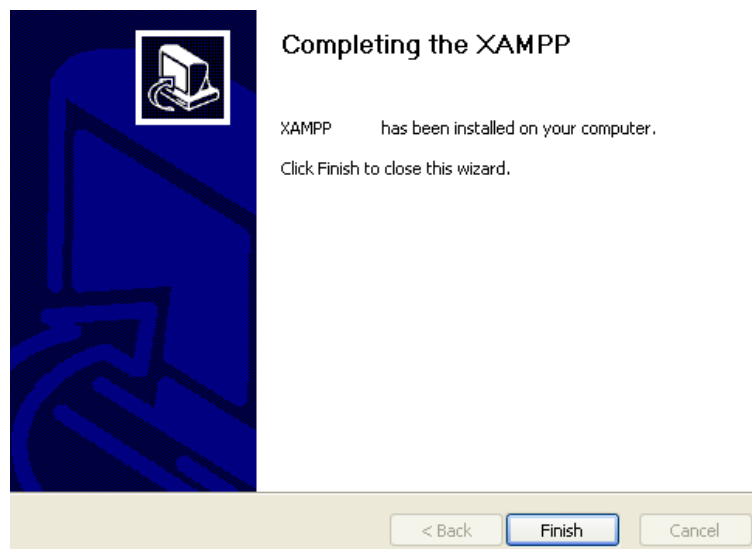 Completing the XAMPP
XAMPP has been installed on your computer.
Click Finish to close this wizard.
< Back Finish Cancel